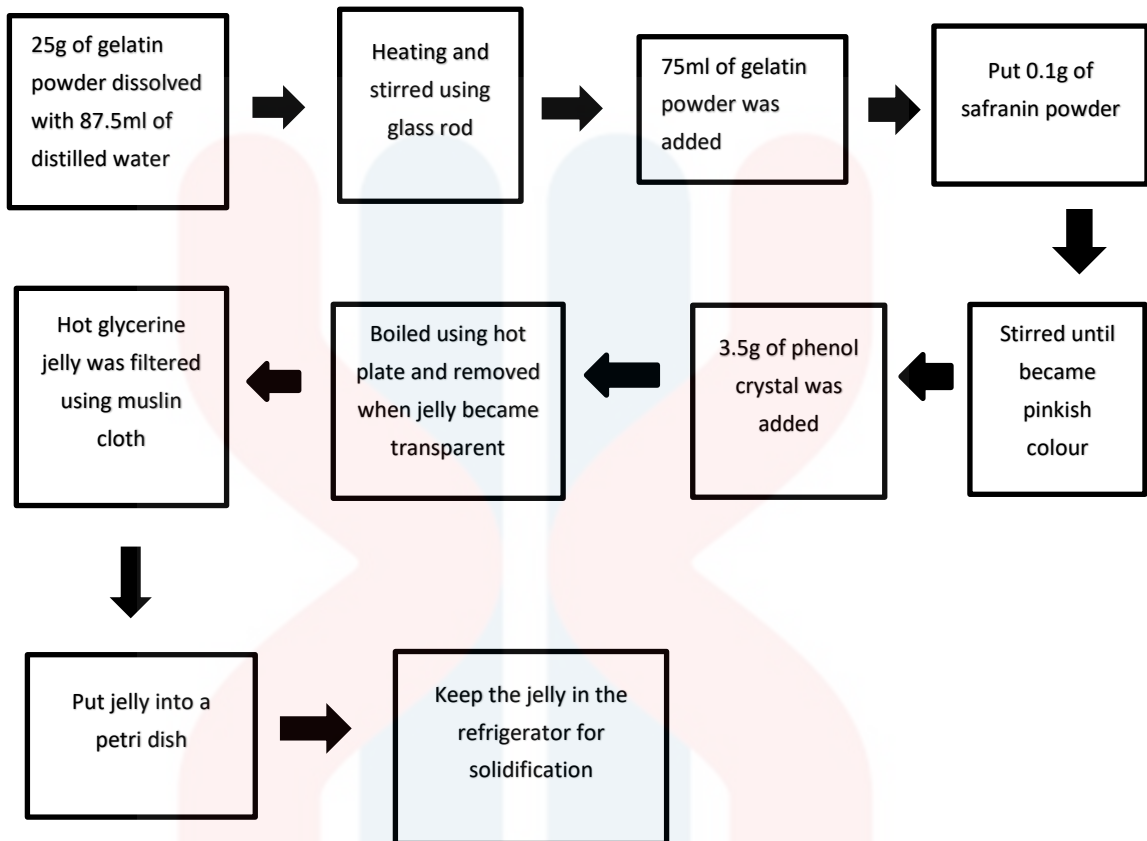 25g of gelatin
powder dissolved
with 87.5ml of
distilled water
Heating and
stirred using
glass rod
75ml of gelatin
powder was
added
Put 0.1g of
safranin powder
Stirred until
became
pinkish
colour
3.5g of phenol
crystal was
added
Boiled using hot
plate and removed
when jelly became
transparent
Hot glycerine
jelly was filtered
using muslin
cloth
Put jelly into a
petri dish
Keep the jelly in the
refrigerator for
solidification